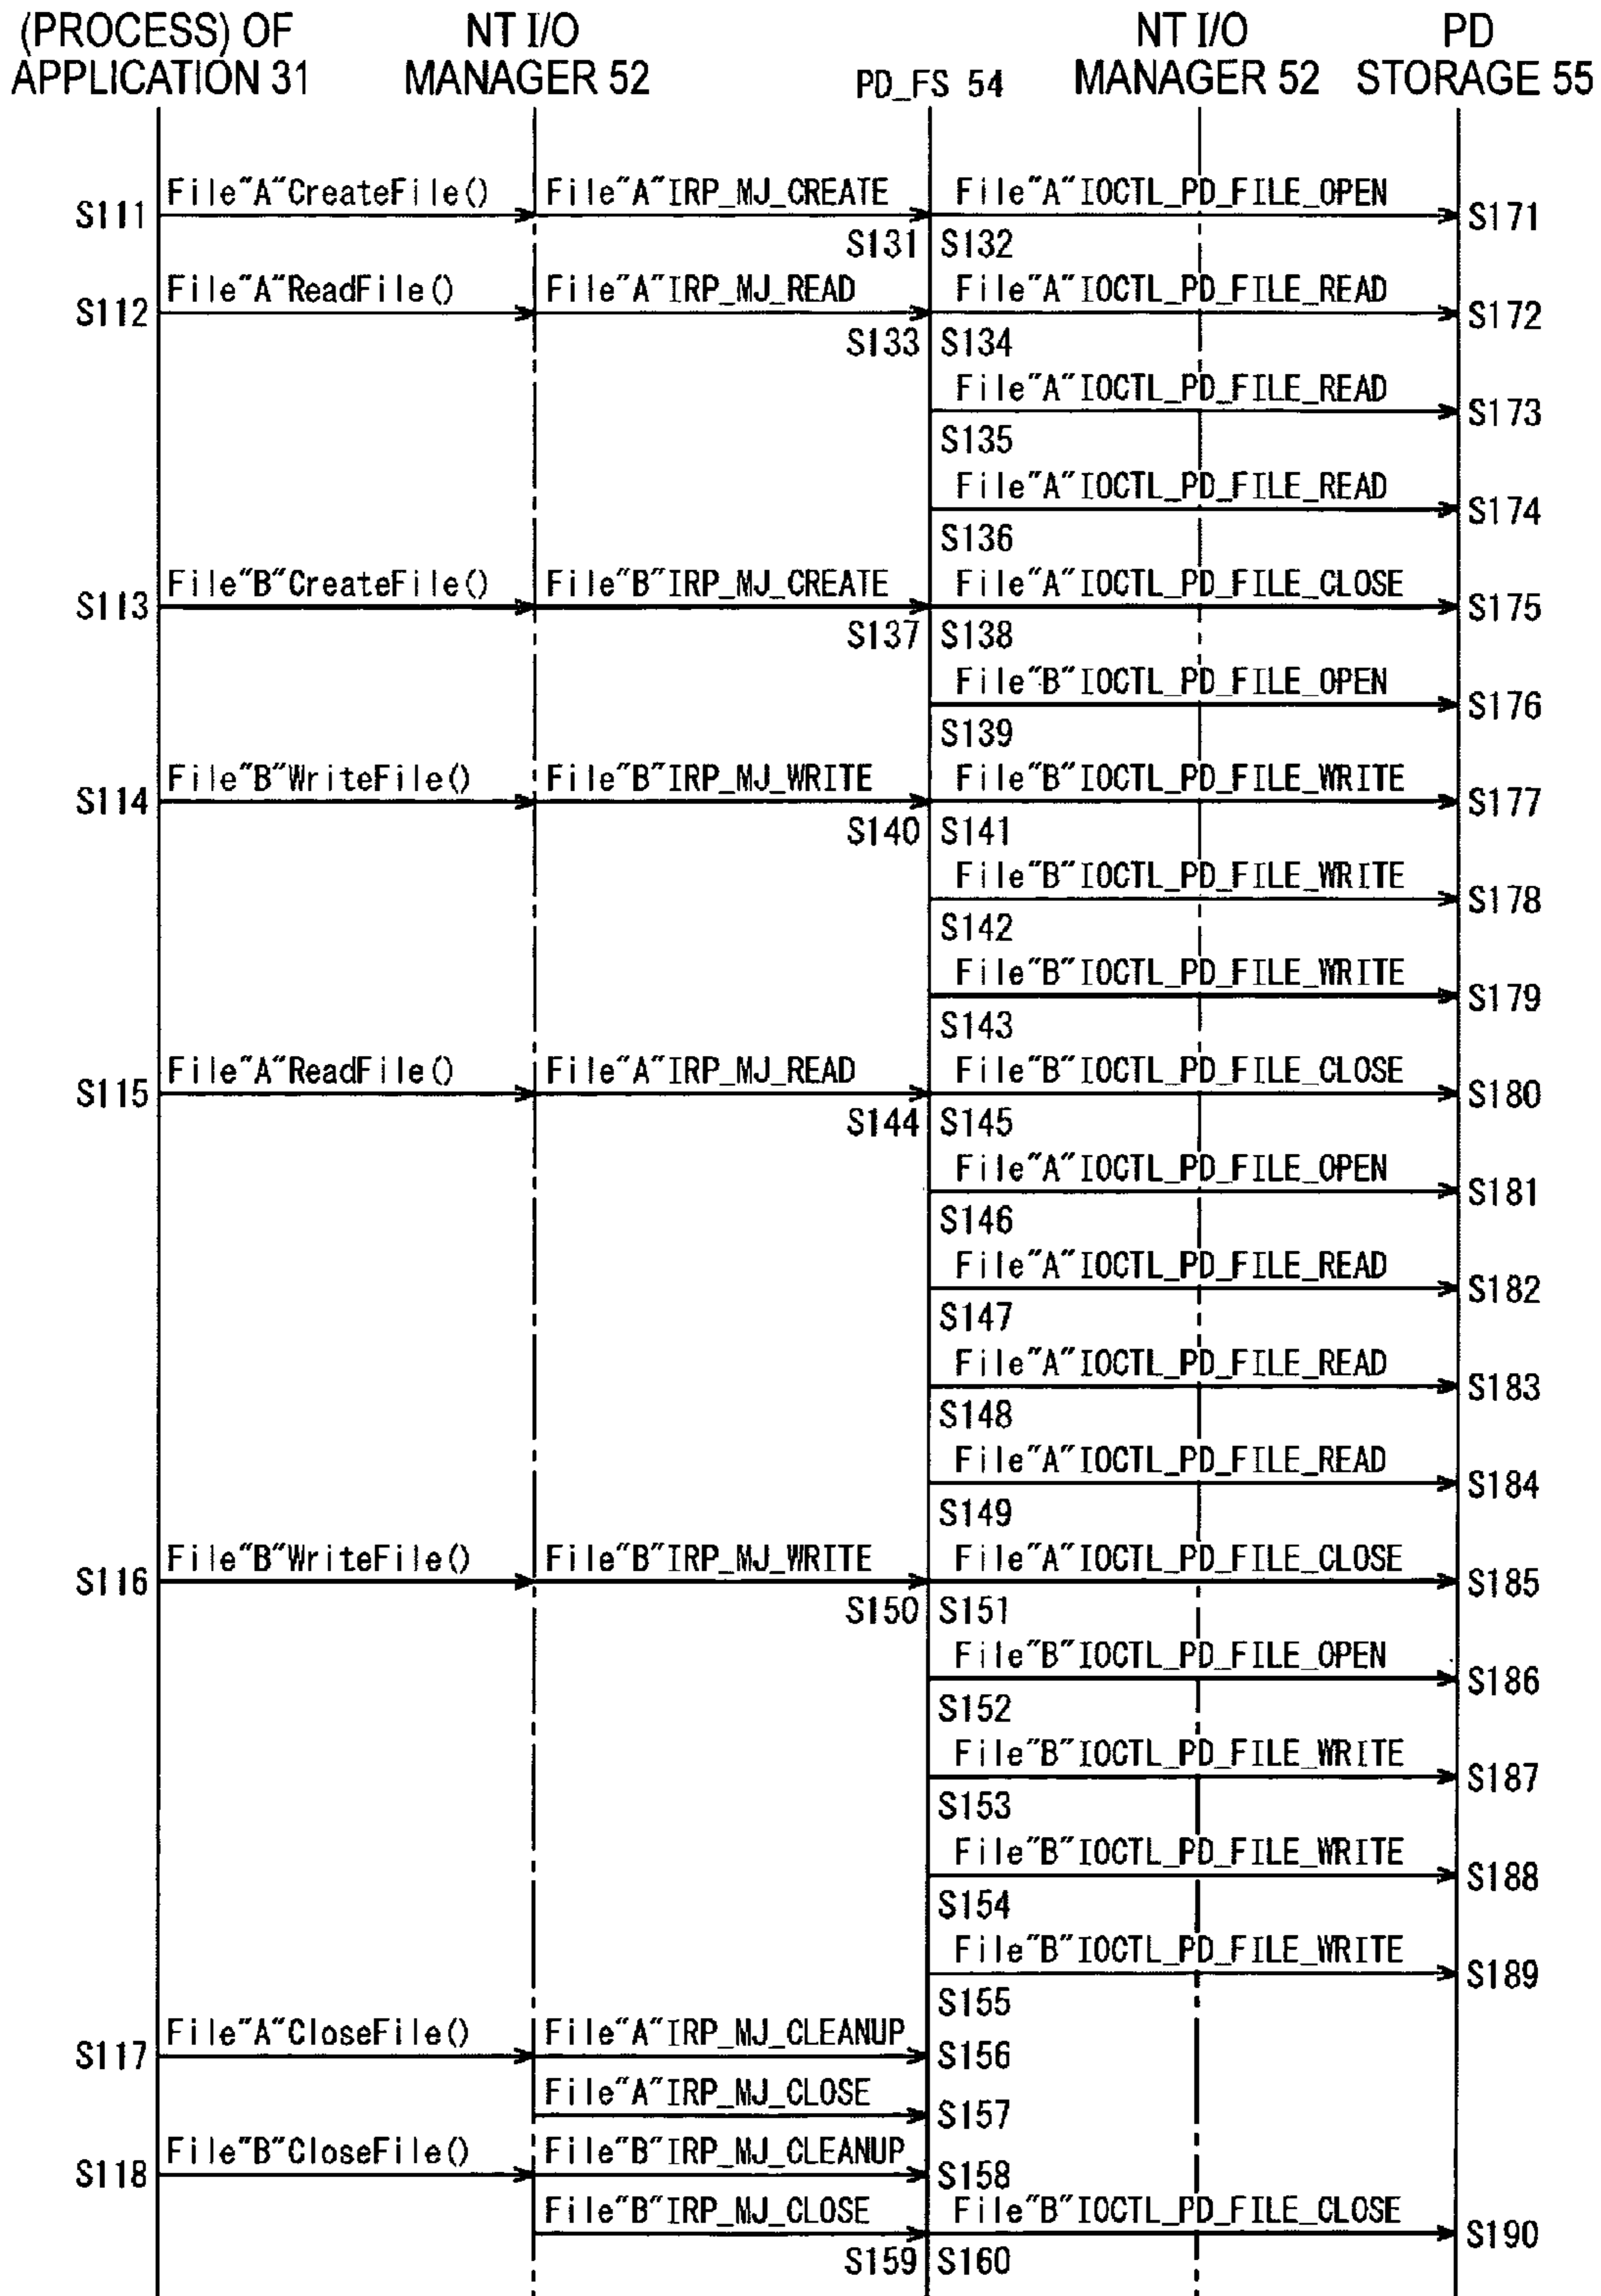 (PROCESS) OF APPLICATION 31
NT I/O MANAGER 52
PD_FS 54
NT I/O MANAGER 52
PD STORAGE 55
S111 File"A"CreateFile() File"A"IRP_MJ_CREATE File"A"IOCTL_PD_FILE_OPEN S171
S131 S132
S112 File"A"ReadFile() File"A"IRP_MJ_READ File"A"IOCTL_PD_FILE_READ S172
S133 S134
File"A"IOCTL_PD_FILE_READ S173
S135
File"A"IOCTL_PD_FILE_READ S174
S136
S113 File"B"CreateFile() File"B"IRP_MJ_CREATE File"A"IOCTL_PD_FILE_CLOSE S175
S137 S138
File"B"IOCTL_PD_FILE_OPEN S176
S139
S114 File"B"WriteFile() File"B"IRP_MJ_WRITE File"B"IOCTL_PD_FILE_WRITE S177
S140 S141
File"B"IOCTL_PD_FILE_WRITE S178
S142
File"B"IOCTL_PD_FILE_WRITE S179
S143
S115 File"A"ReadFile() File"A"IRP_MJ_READ File"B"IOCTL_PD_FILE_CLOSE S180
S144 S145
File"A"IOCTL_PD_FILE_OPEN S181
S146
File"A"IOCTL_PD_FILE_READ S182
S147
File"A"IOCTL_PD_FILE_READ S183
S148
File"A"IOCTL_PD_FILE_READ S184
S149
S116 File"B"WriteFile() File"B"IRP_MJ_WRITE File"A"IOCTL_PD_FILE_CLOSE S185
S150 S151
File"B"IOCTL_PD_FILE_OPEN S186
S152
File"B"IOCTL_PD_FILE_WRITE S187
S153
File"B"IOCTL_PD_FILE_WRITE S188
S154
File"B"IOCTL_PD_FILE_WRITE S189
S155
S117 File"A"CloseFile() File"A"IRP_MJ_CLEANUP S156
File"A"IRP_MJ_CLOSE S157
S118 File"B"CloseFile() File"B"IRP_MJ_CLEANUP S158
File"B"IRP_MJ_CLOSE File"B"IOCTL_PD_FILE_CLOSE S190
S159 S160